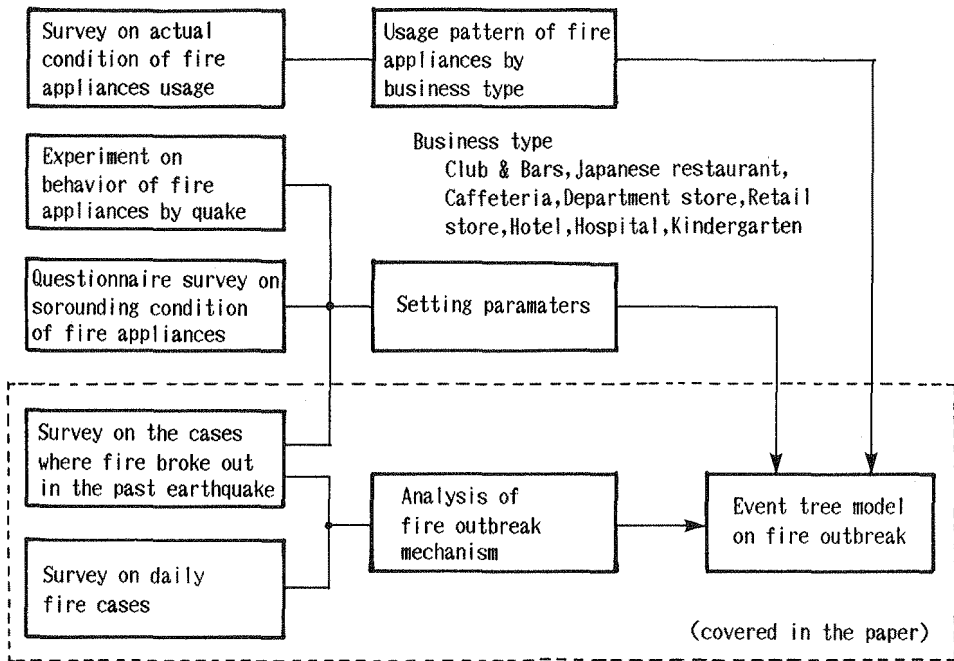 Survey on actual
condition of fire
appliances usage
Usage pattern of fire
appliances by
business type
Experiment on
behavior of fire
appliances by quake
Business type
Club & Bars,Japanese restaurant,
Caffeteria,Department store,Retail
store,Hotel,Hospital,Kindergarten
Questionnaire survey on
sorounding condition
of fire appliances
Setting paramaters
Survey on the cases
where fire broke out
in the past earthquake
Analysis of
fire outbreak
mechanism
Event tree model
on fire outbreak
Survey on daily
fire cases
(covered in the paper)